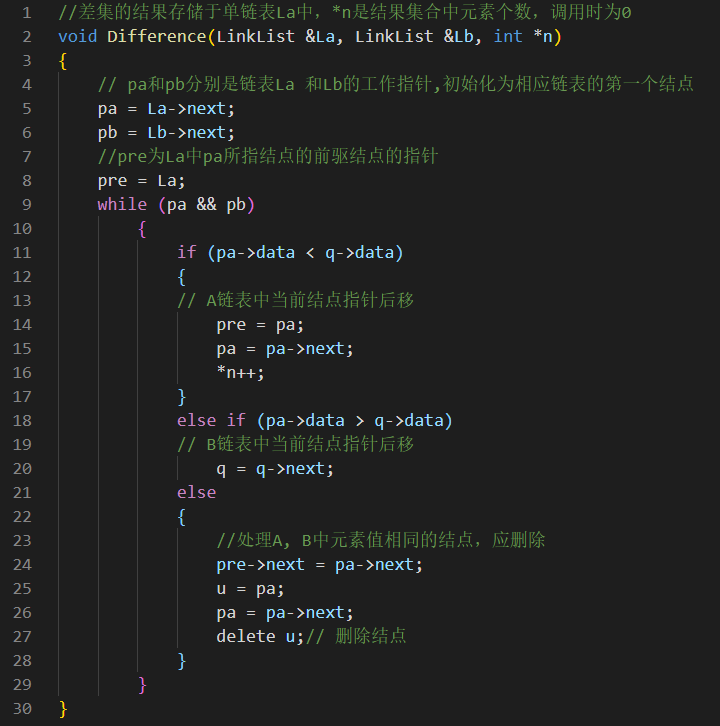 1 //差集的结果存储于单链表La中，*n是结果集合中元素个数，调用时为0
2 void Difference(LinkList &La, LinkList &Lb, int *n)
3 {
4 // pa和pb分别是链表La 和Lb的工作指针,初始化为相应链表的第一个结点
5 pa = La->next;
6 pb = Lb->next;
7 //pre为La中pa所指结点的前驱结点的指针
8 pre = La;
9 while (pa && pb)
10 {
11 if (pa->data < q->data)
12 {
13 // A链表中当前结点指针后移
14 pre = pa;
15 pa = pa->next;
16 *n++;
17 }
18 else if (pa->data > q->data)
19 // B链表中当前结点指针后移
20 q = q->next;
21 else
22 {
23 //处理A, B中元素值相同的结点，应删除
24 pre->next = pa->next;
25 u = pa;
26 pa = pa->next;
27 delete u;// 删除结点
28 }
29 }
30 }